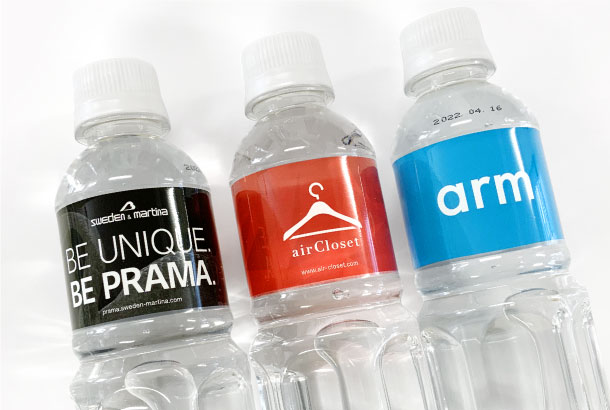 sweden & martina
BE UNIQUE.
BE PRAMA.
prama.sweden-martina.com
airCloset
www.air-closet.com
2022. 04. 16
arm